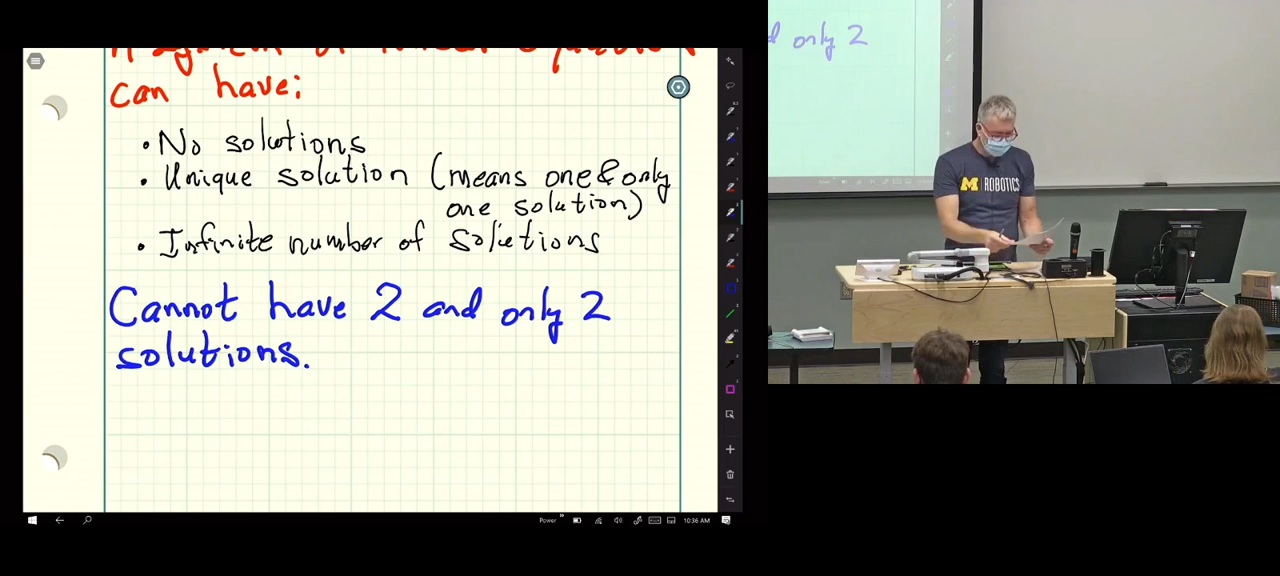 can have:
• No solutions
• Unique solution (means one & only
one solution)
• Infinite number of solutions
Cannot have 2 and only 2
solutions.
Power
10:36 AM
only 2
M | ROBOTICS